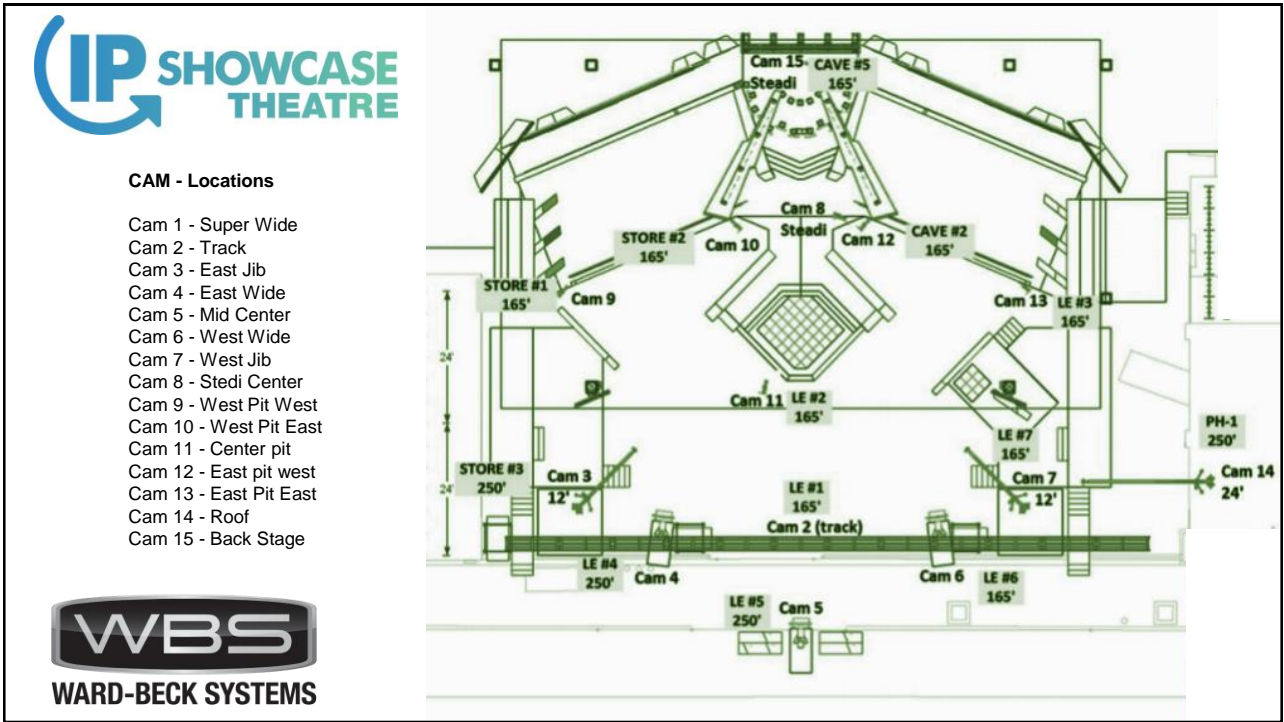 IP SHOWCASE
THEATRE
CAM - Locations
Cam 1 - Super Wide
Cam 2 - Track
Cam 3 - East Jib
Cam 4 - East Wide
Cam 5 - Mid Center
Cam 6 - West Wide
Cam 7 - West Jib
Cam 8 - Stedi Center
Cam 9 - West Pit West
Cam 10 - West Pit East
Cam 11 - Center pit
Cam 12 - East pit west
Cam 13 - East Pit East
Cam 14 - Roof
Cam 15 - Back Stage
WBS
WARD-BECK SYSTEMS
Cam 15-
Steadi
CAVE #5
165'
Cam 8
Steadi
STORE #2
165'
Cam 10
Cam 12
CAVE #2
165'
STORE #1
165'
Cam 9
Cam 13
LE #3
165'
24'
Cam 11
LE #2
165'
LE #7
165'
PH-1
250'
STORE #3
250'
24'
Cam 3
12'
LE #1
165'
Cam 2 (track)
Cam 7
12'
Cam 14
24'
LE #4
250'
Cam 4
Cam 6
LE #6
165'
LE #5
250'
Cam 5